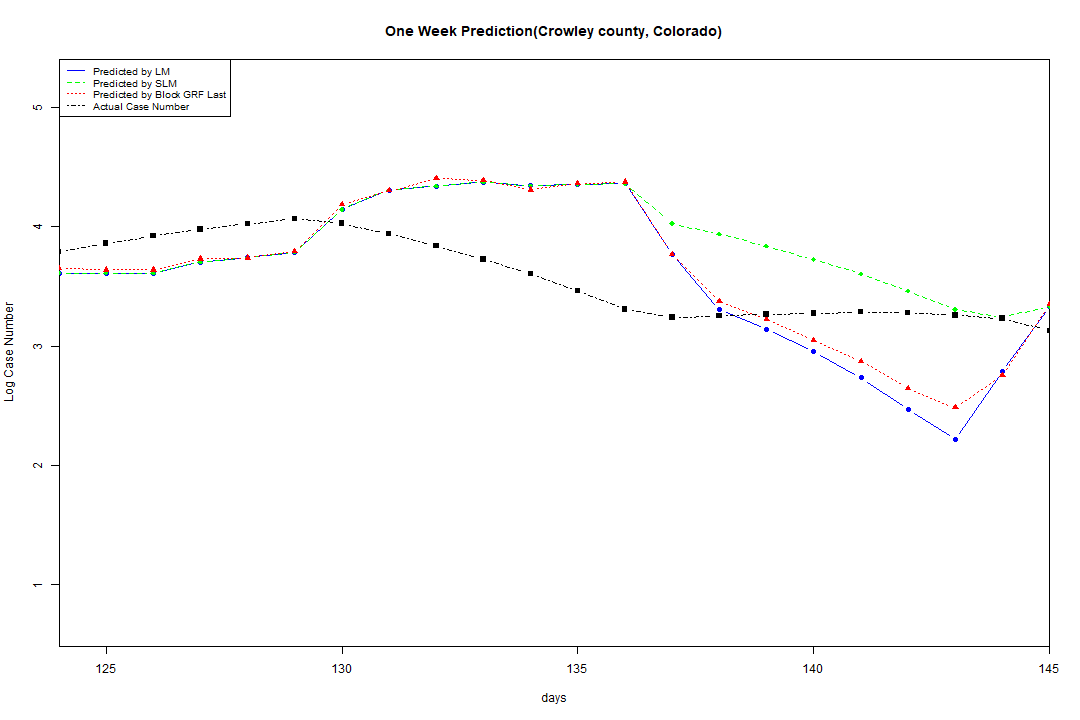 One Week Prediction(Crowley county, Colorado)
Predicted by LM
Predicted by SLM
Predicted by Block GRF Last
Actual Case Number
Log Case Number
5
4
3
2
1
125 130 135 140 145
days